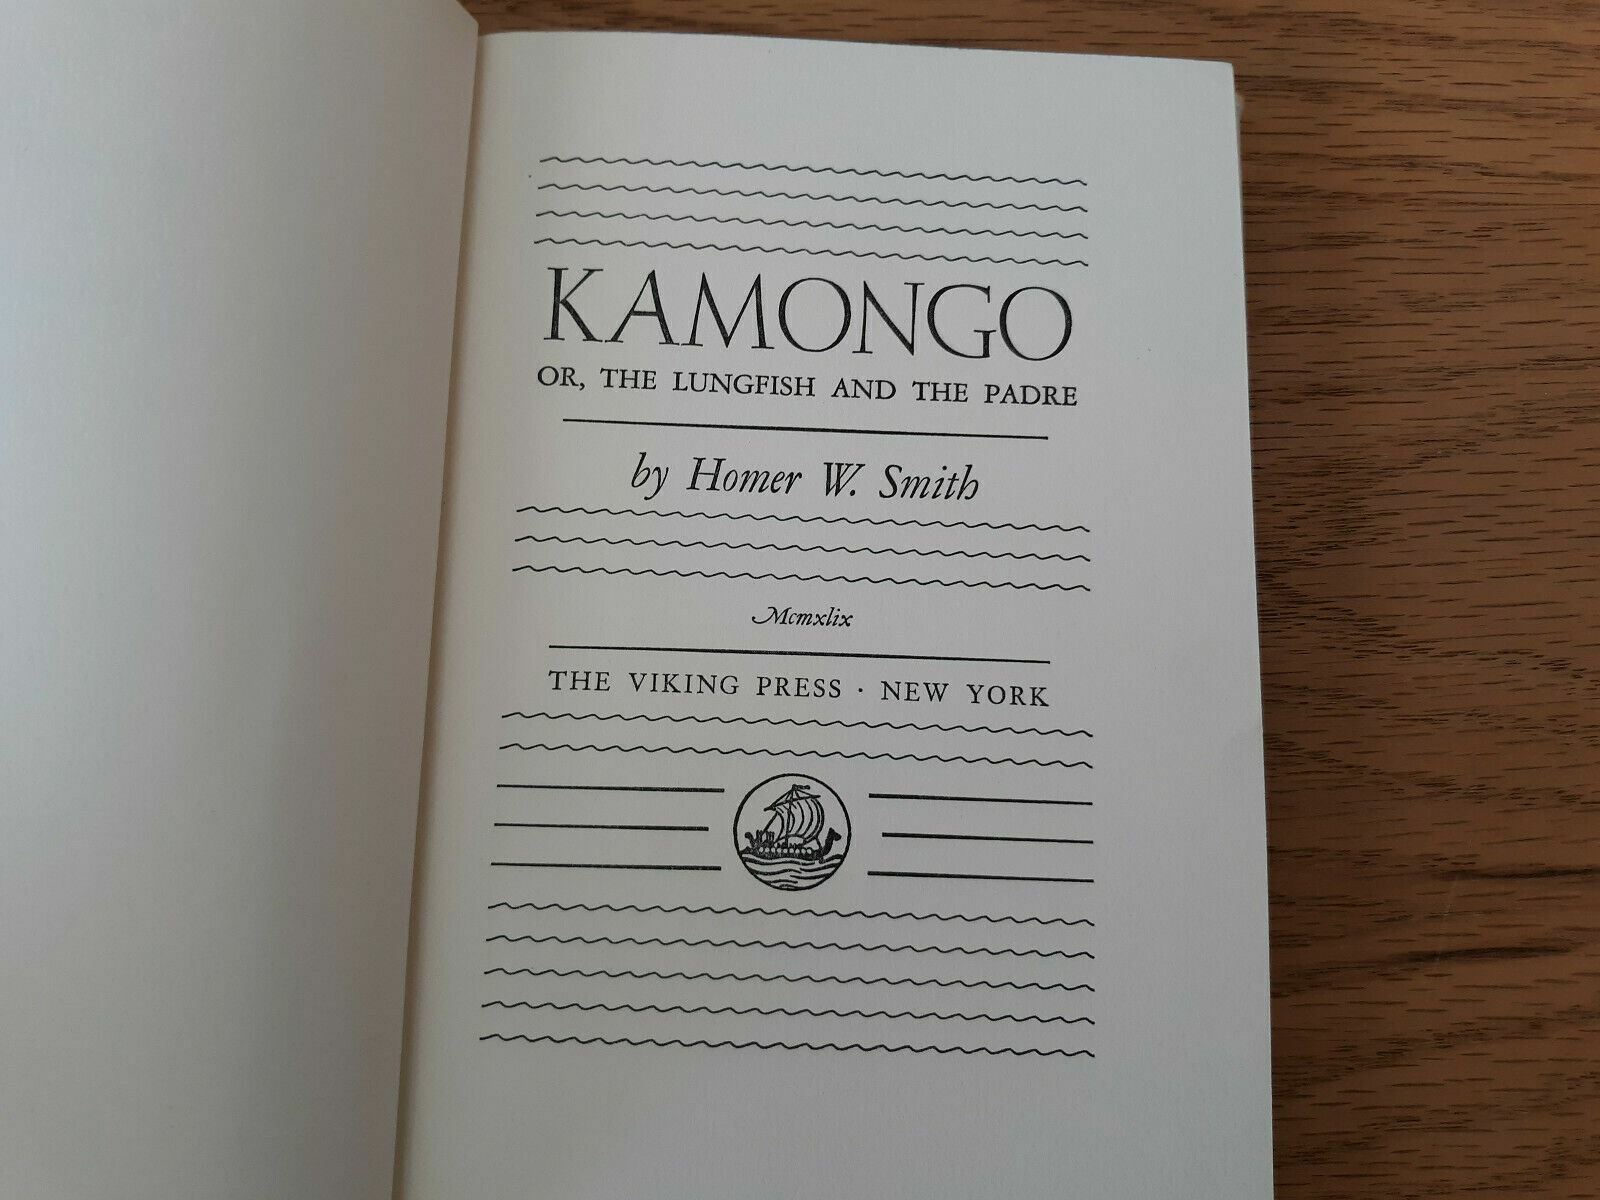 KAMONGO
OR, THE LUNGFISH AND THE PADRE
by Homer W. Smith
Mcmxlix
THE VIKING PRESS · NEW YORK